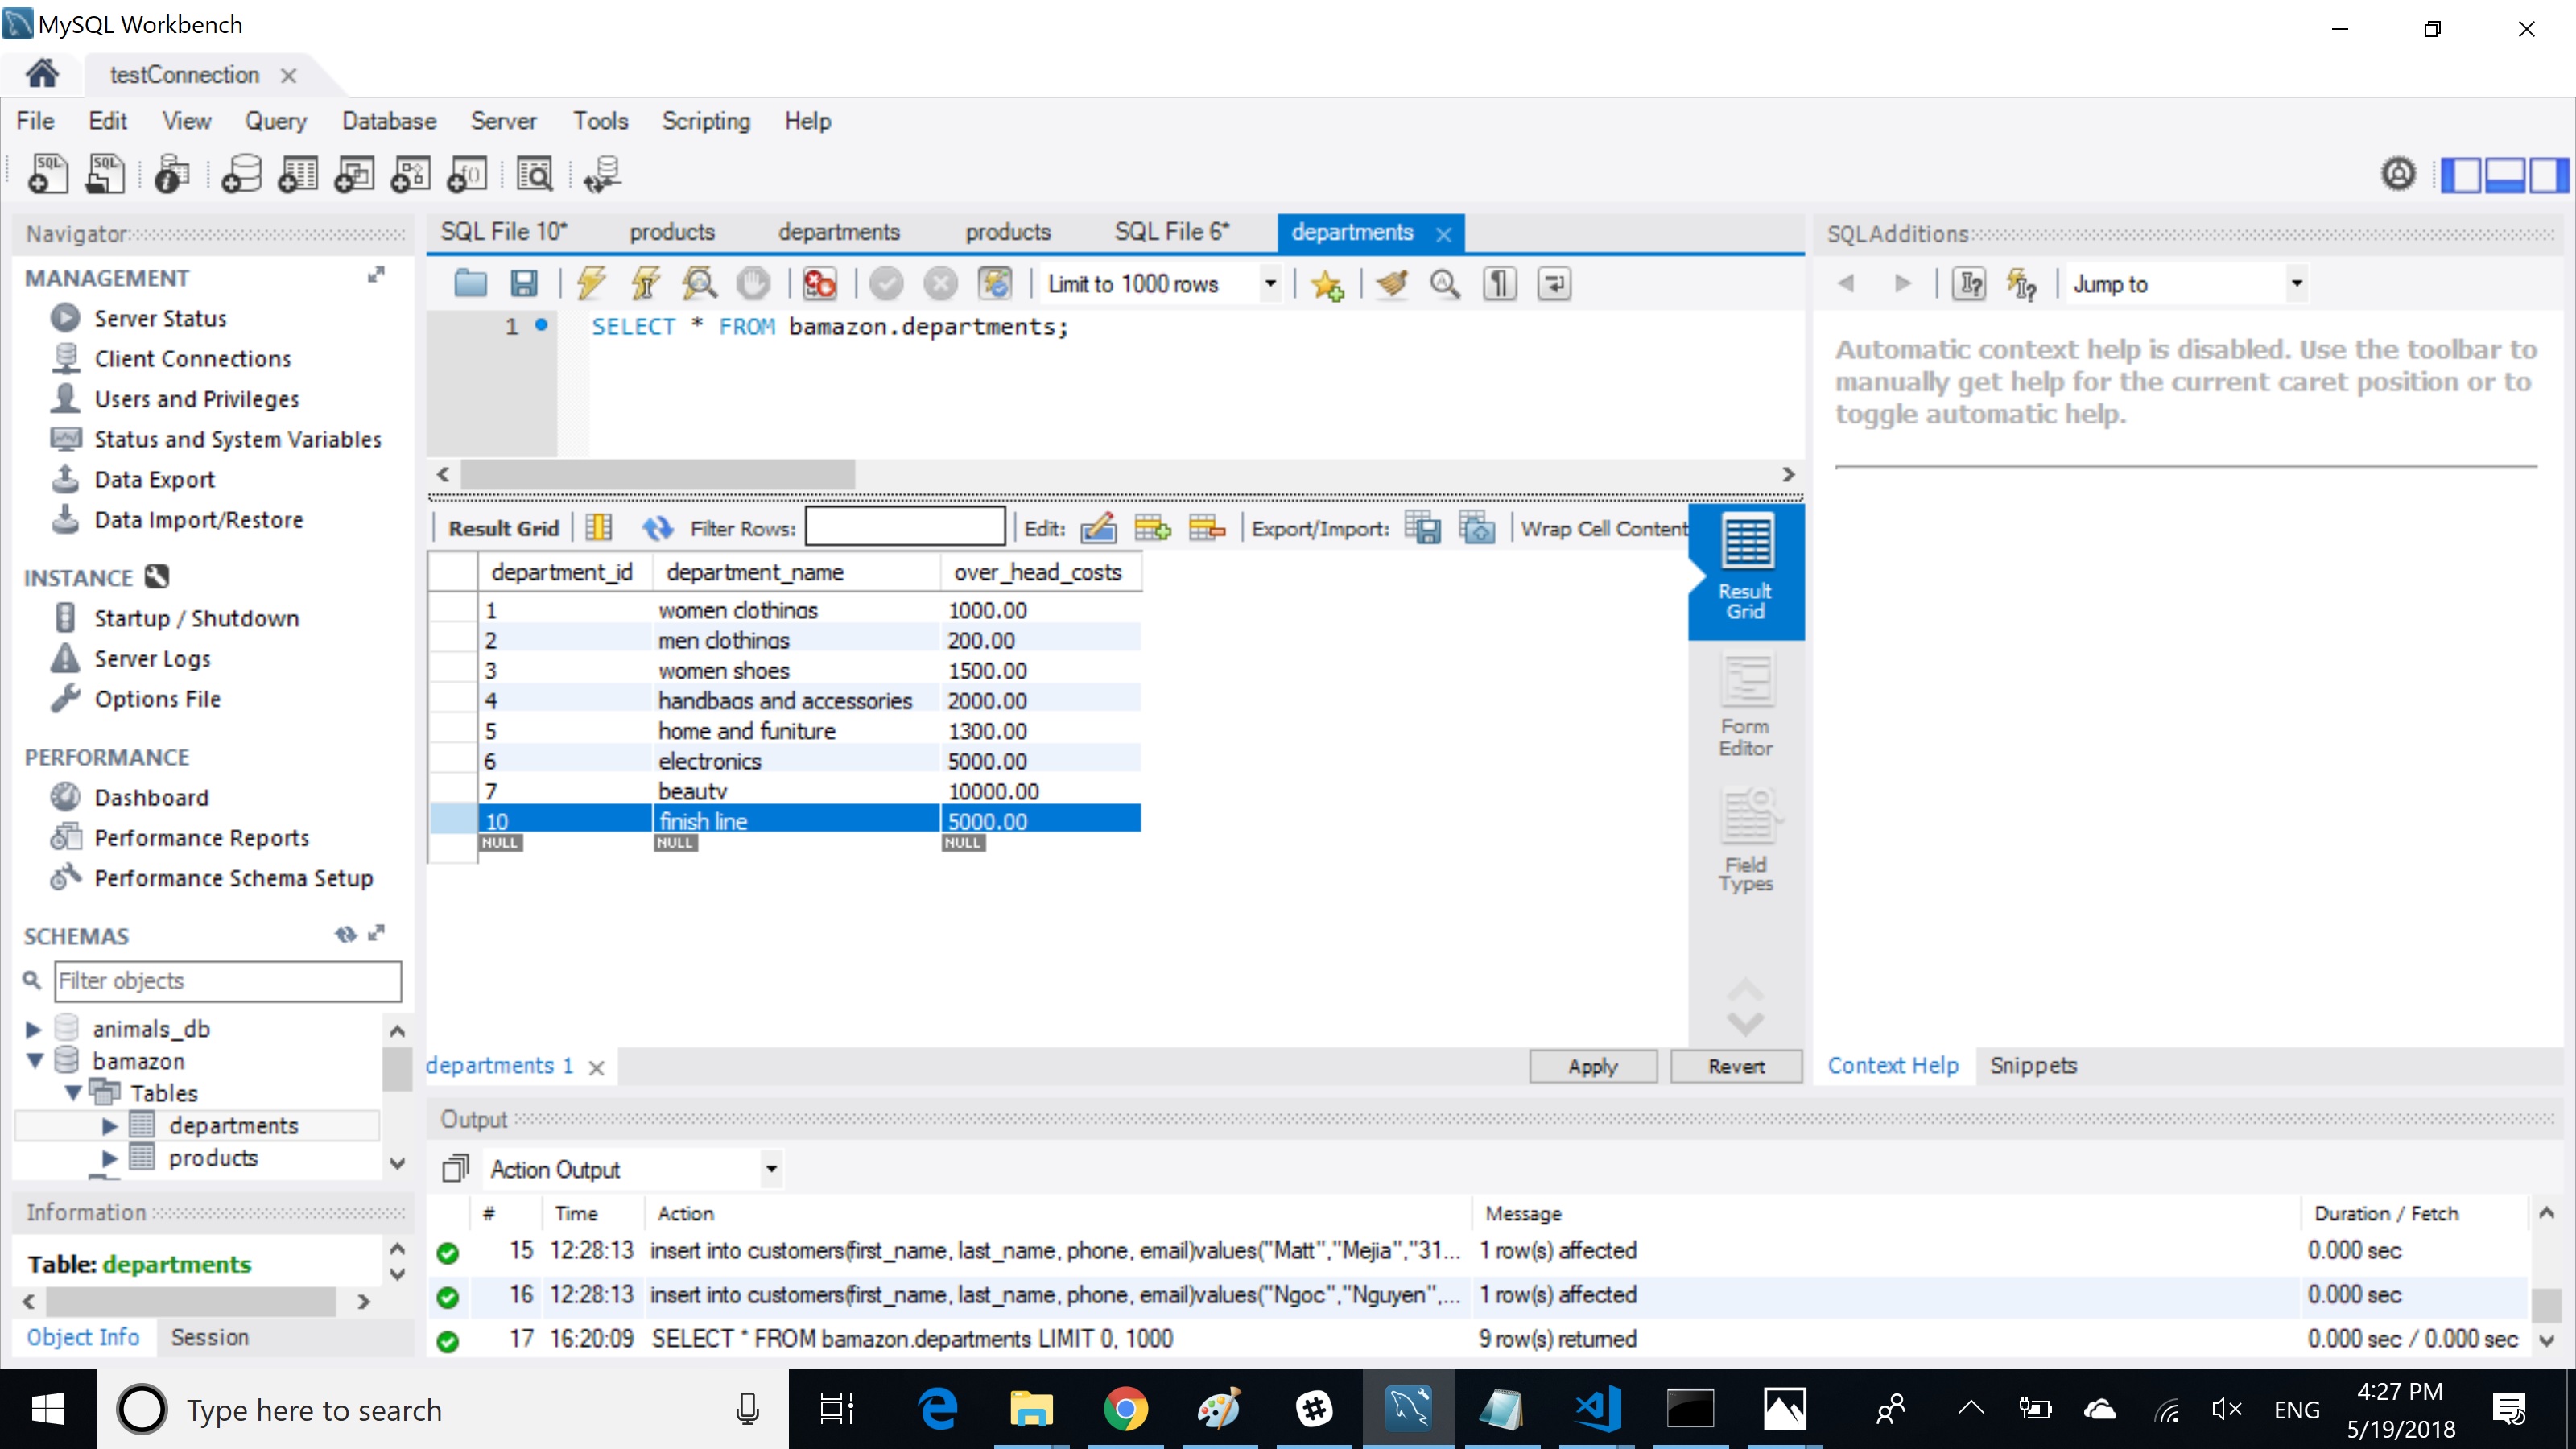 MySQL Workbench
testConnection
File Edit View Query Database Server Tools Scripting Help
Navigator
MANAGEMENT
Server Status
Client Connections
Users and Privileges
Status and System Variables
Data Export
Data Import/Restore
INSTANCE
Startup / Shutdown
Server Logs
Options File
PERFORMANCE
Dashboard
Performance Reports
Performance Schema Setup
SCHEMAS
Filter objects
animals_db
bamazon
Tables
departments
products
Information
Table: departments
Object Info Session
SQL File 10* products departments products SQL File 6* departments
Limit to 1000 rows
1 SELECT * FROM bamazon.departments;
Result Grid Filter Rows: Edit: Export/Import: Wrap Cell Content
department_id department_name over_head_costs
1 women clothings 1000.00
2 men clothings 200.00
3 women shoes 1500.00
4 handbags and accessories 2000.00
5 home and funiture 1300.00
6 electronics 5000.00
7 beauty 10000.00
10 finish line 5000.00
NULL NULL NULL
Result
Grid
Form
Editor
Field
Types
departments 1 Apply Revert
SQLAdditions
Jump to
Automatic context help is disabled. Use the toolbar to
manually get help for the current caret position or to
toggle automatic help.
Context Help Snippets
Output
Action Output
# Time Action Message Duration / Fetch
15 12:28:13 insert into customers(first_name, last_name, phone, email)values("Matt","Mejia","31... 1 row(s) affected 0.000 sec
16 12:28:13 insert into customers(first_name, last_name, phone, email)values("Ngoc","Nguyen",... 1 row(s) affected 0.000 sec
17 16:20:09 SELECT * FROM bamazon.departments LIMIT 0, 1000 9 row(s) returned 0.000 sec / 0.000 sec
Type here to search
ENG
4:27 PM
5/19/2018